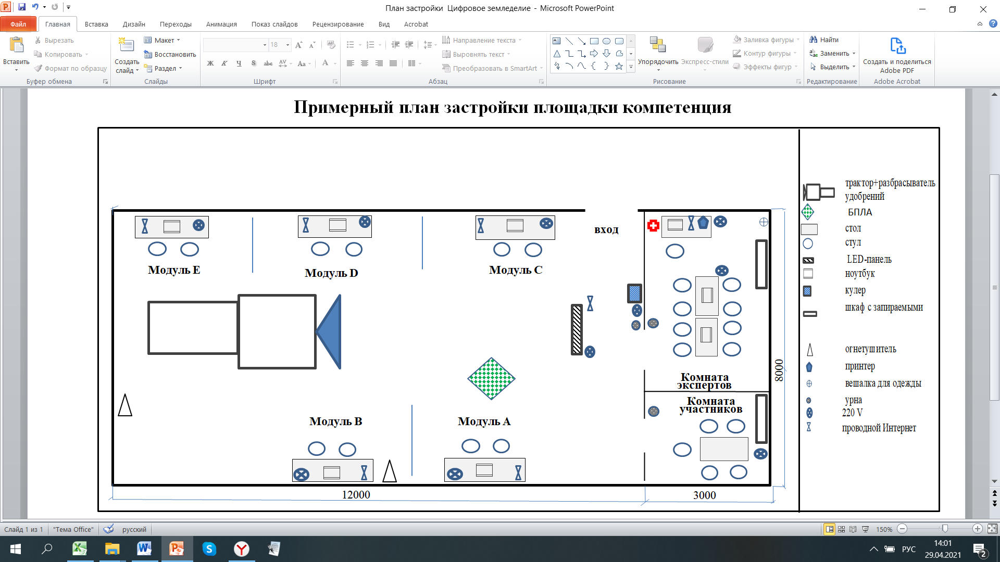 План застройки Цифровое земледелие - Microsoft PowerPoint
Файл
Главная
Вставка
Дизайн
Переходы
Анимация
Показ слайдов
Рецензирование
Вид
Acrobat
Вставить
Вырезать
Копировать
Формат по образцу
Буфер обмена
Создать слайд
Макет
Восстановить
Раздел
Слайды
18
Ж К Ч S abc AV Aa А
Шрифт
Направление текста
Выровнять текст
Преобразовать в SmartArt
Абзац
Упорядочить
Экспресс-стили
Заливка фигуры
Контур фигуры
Эффекты фигур
Рисование
Найти
Заменить
Выделить
Редактирование
Создать и поделиться
Adobe PDF
Adobe Acrobat
Примерный план застройки площадки компетенция
вход
Модуль E
Модуль D
Модуль C
Модуль B
Модуль A
Комната
экспертов
Комната
участников
8000
12000
3000
трактор+разбрасыватель
удобрений
БПЛА
стол
стул
LED-панель
ноутбук
кулер
шкаф с запираемыми
огнетушитель
принтер
вешалка для одежды
урна
220 V
проводной Интернет
Слайд 1 из 1
"Тема Office"
русский
150%
РУС
14:01
29.04.2021
2